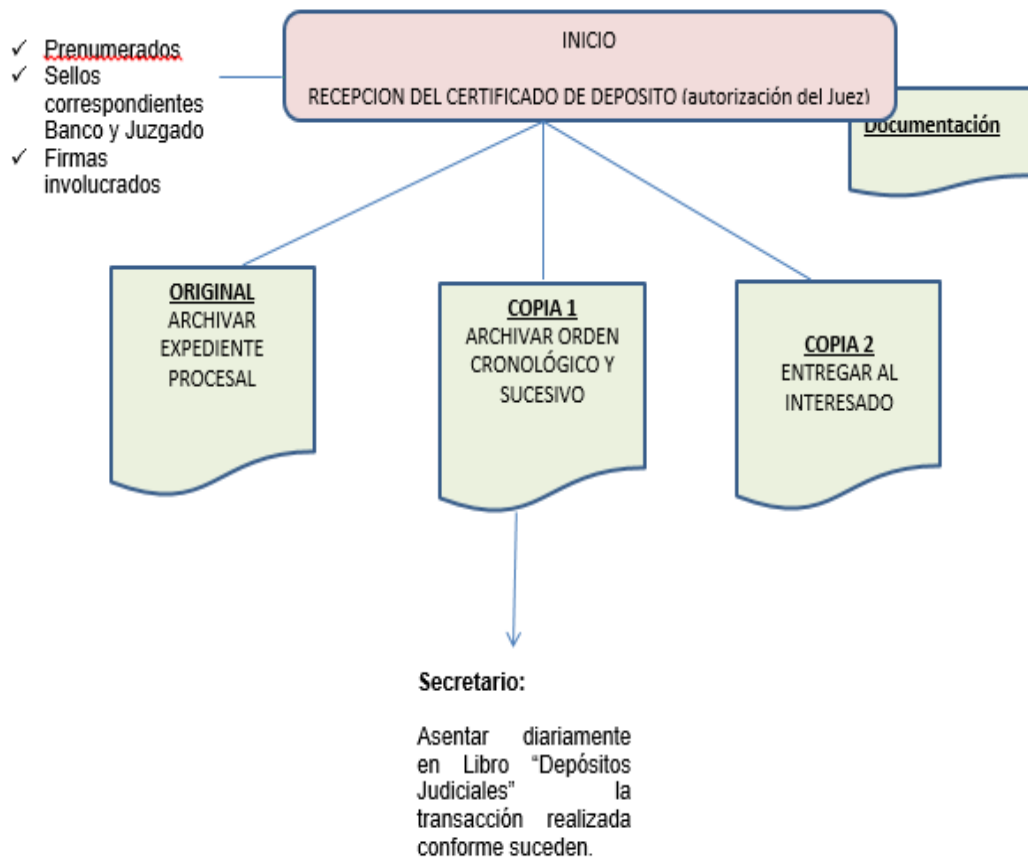 INICIO
RECEPCION DEL CERTIFICADO DE DEPOSITO (autorización del Juez)
✓ Prenumerados
✓ Sellos
correspondientes
Banco y Juzgado
✓ Firmas
involucrados
Documentación
ORIGINAL
ARCHIVAR
EXPEDIENTE
PROCESAL
COPIA 1
ARCHIVAR ORDEN
CRONOLÓGICO Y
SUCESIVO
COPIA 2
ENTREGAR AL
INTERESADO
Secretario:
Asentar diariamente
en Libro “Depósitos
Judiciales” la
transacción realizada
conforme suceden.